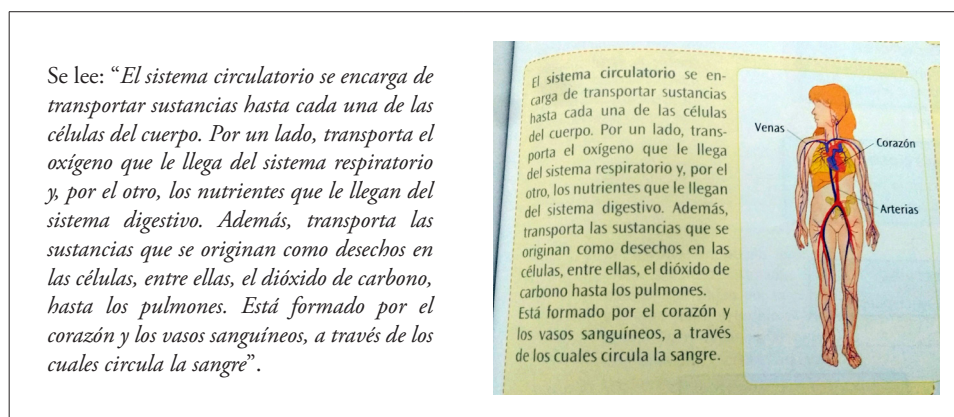 Se lee: “El sistema circulatorio se encarga de
transportar sustancias hasta cada una de las
células del cuerpo. Por un lado, transporta el
oxígeno que le llega del sistema respiratorio
y, por el otro, los nutrientes que le llegan del
sistema digestivo. Además, transporta las
sustancias que se originan como desechos en
las células, entre ellas, el dióxido de carbono,
hasta los pulmones. Está formado por el
corazón y los vasos sanguíneos, a través de los
cuales circula la sangre”.
El sistema circulatorio se en-
carga de transportar sustancias
hasta cada una de las células
del cuerpo. Por un lado, trans-
porta el oxígeno que le llega
del sistema respiratorio y, por el
otro, los nutrientes que le llegan
del sistema digestivo. Además,
transporta las sustancias que se
originan como desechos en las
células, entre ellas, el dióxido de
carbono hasta los pulmones.
Está formado por el corazón y
los vasos sanguíneos, a través
de los cuales circula la sangre.
Venas
Corazón
Arterias